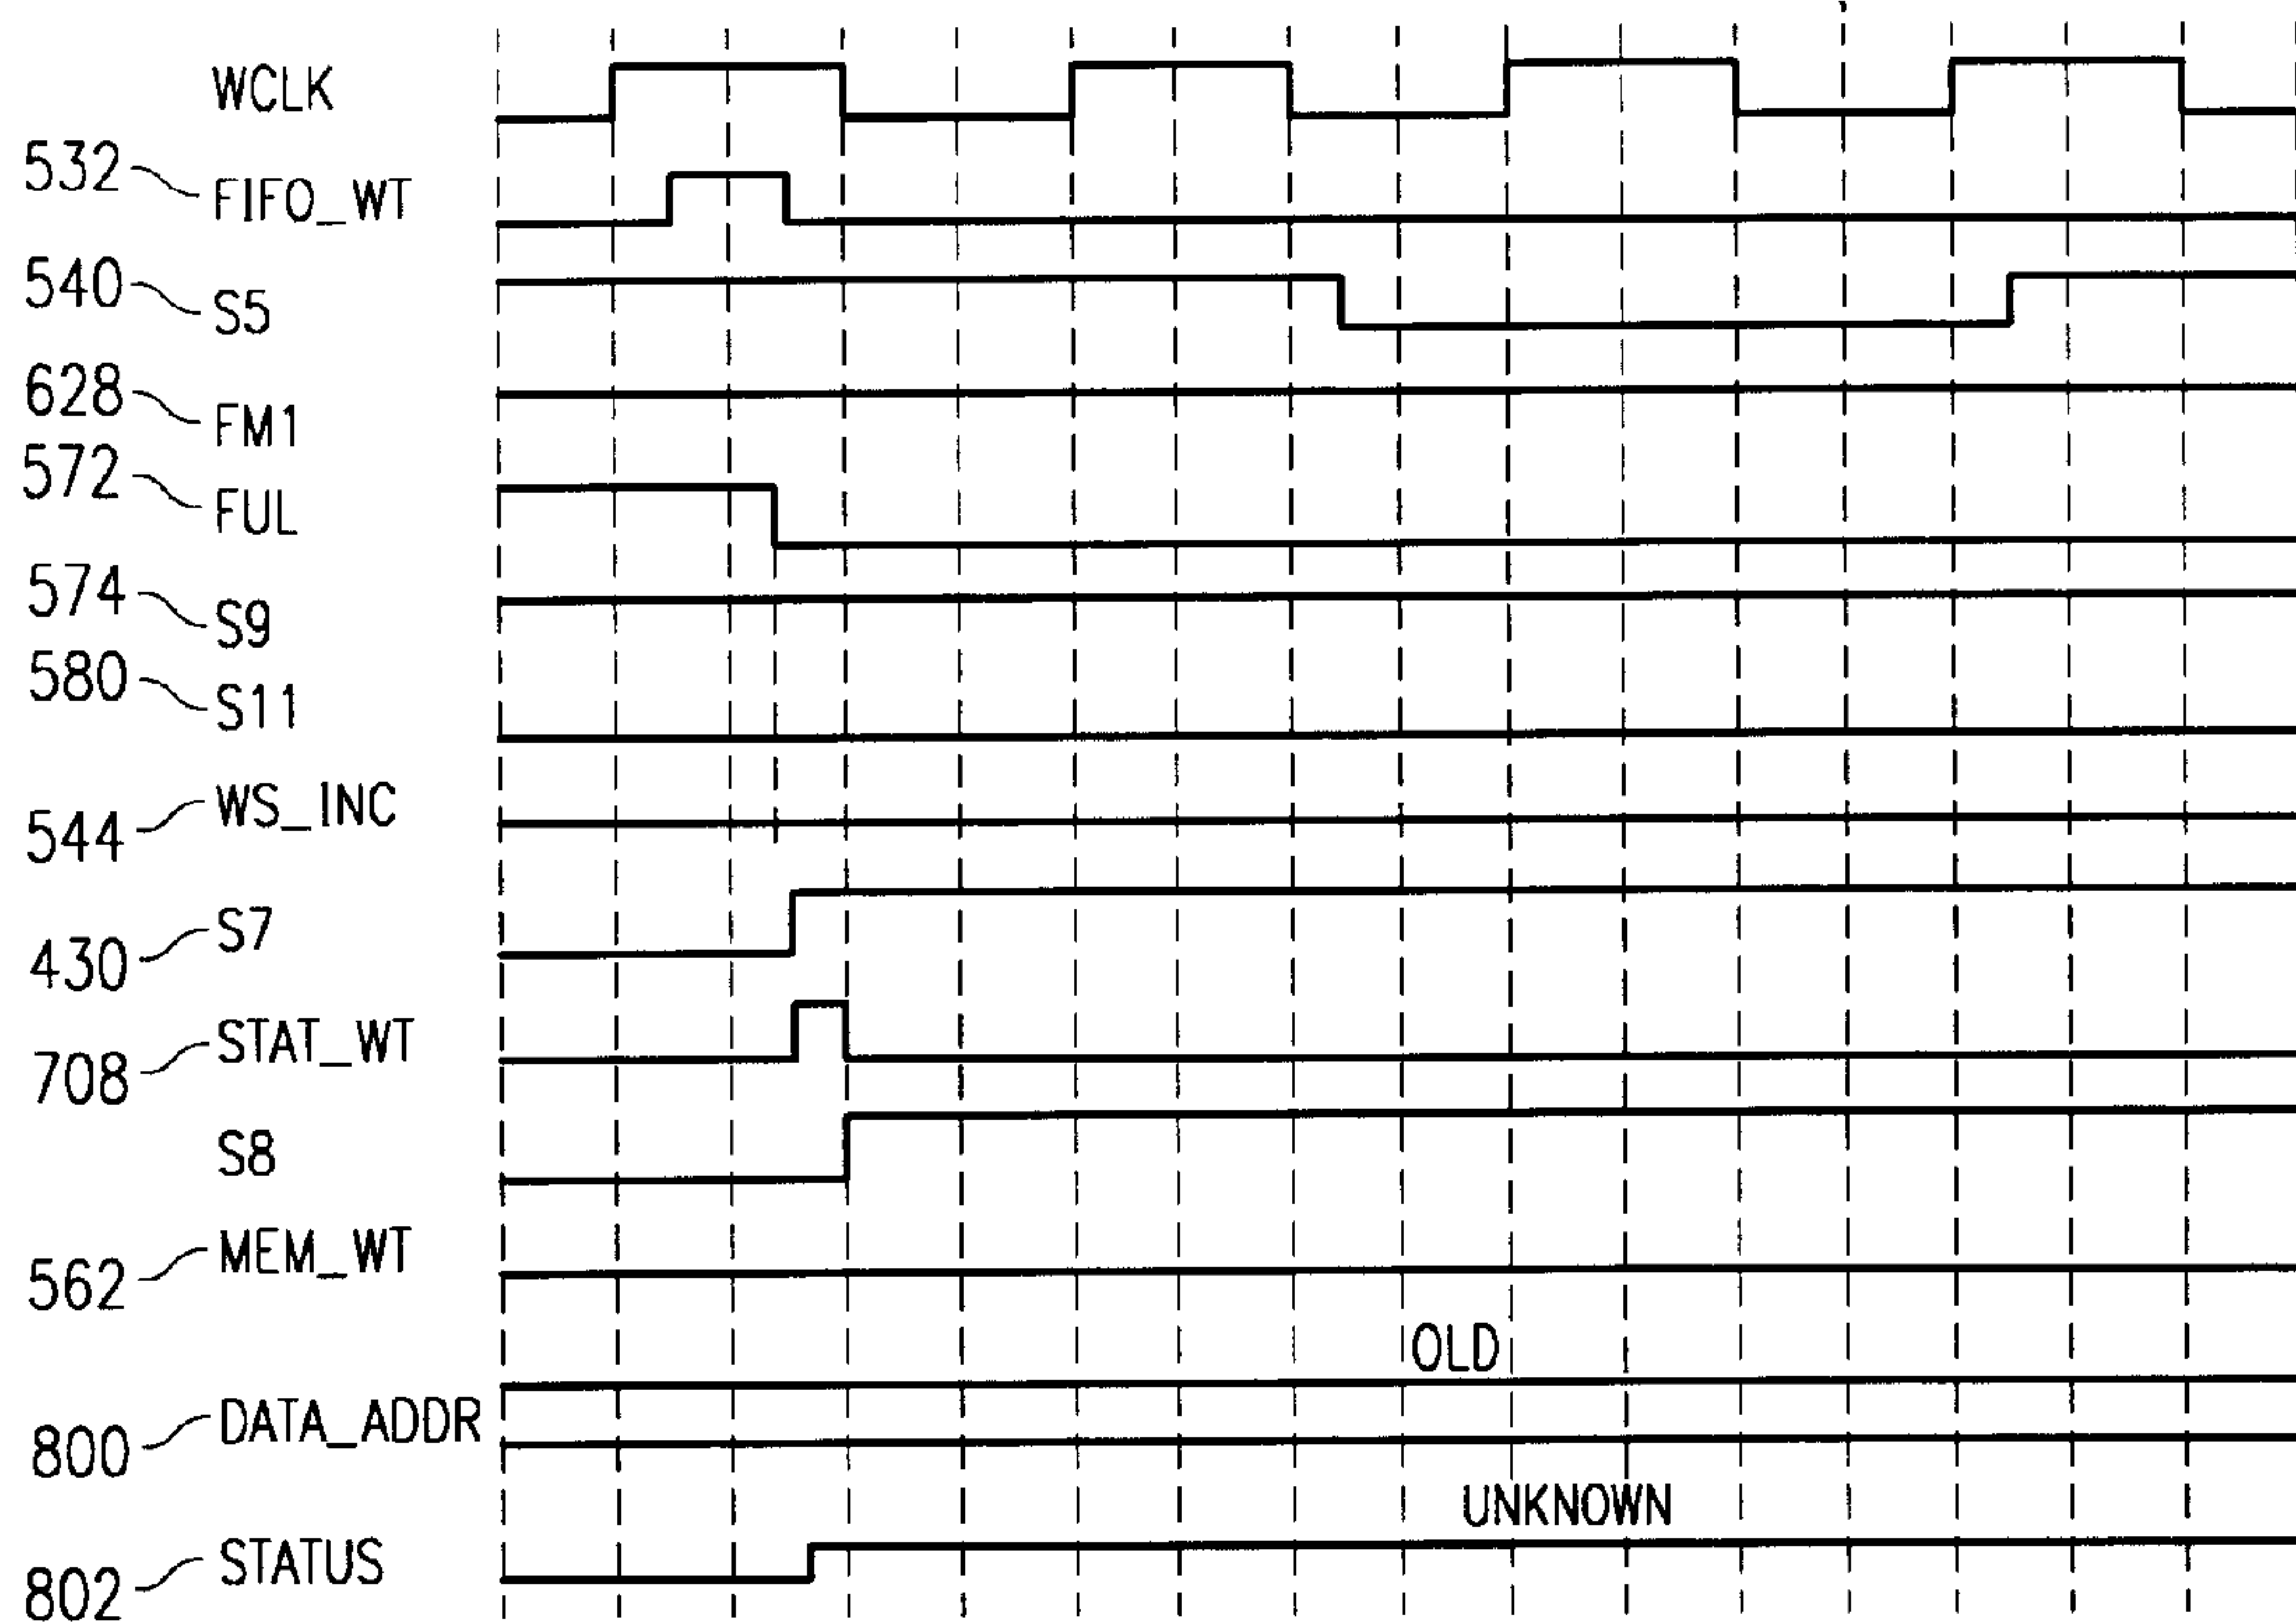 WCLK
532 FIFO_WT
540 S5
628 FM1
572 FUL
574 S9
580 S11
544 WS_INC
430 S7
708 STAT_WT
S8
562 MEM_WT
OLD
800 DATA_ADDR
UNKNOWN
802 STATUS